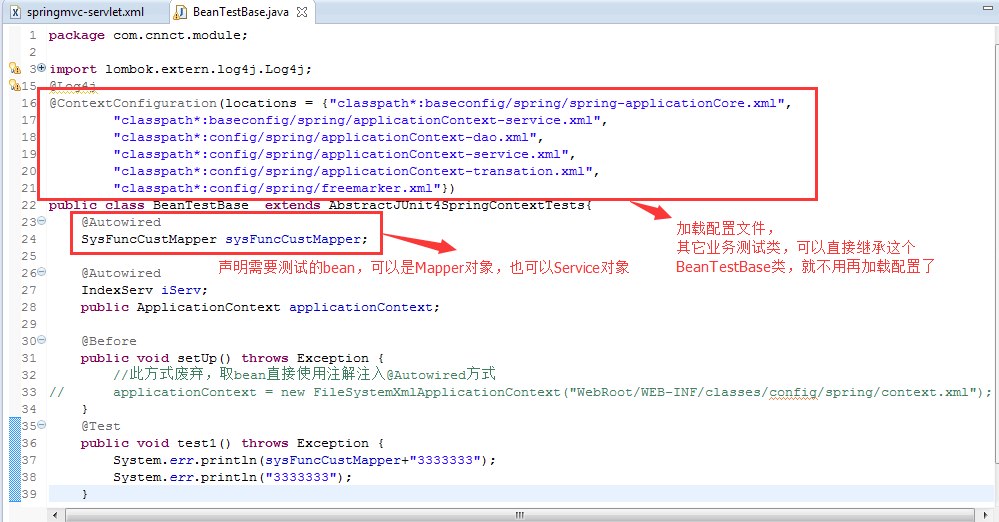 springmvc-servlet.xml BeanTestBase.java
1 package com.cnnct.module;
2
3 import lombok.extern.log4j.Log4j;
15 @Log4j
16 @ContextConfiguration(locations = {"classpath*:baseconfig/spring/spring-applicationCore.xml",
17 "classpath*:baseconfig/spring/applicationContext-service.xml",
18 "classpath*:config/spring/applicationContext-dao.xml",
19 "classpath*:config/spring/applicationContext-service.xml",
20 "classpath*:config/spring/applicationContext-transation.xml",
21 "classpath*:config/spring/freemarker.xml"})
22 public class BeanTestBase extends AbstractJUnit4SpringContextTests{
23 @Autowired
24 SysFuncCustMapper sysFuncCustMapper;
加载配置文件，
其它业务测试类，可以直接继承这个
BeanTestBase类，就不用再加载配置了
声明需要测试的bean，可以是Mapper对象，也可以Service对象
25
26 @Autowired
27 IndexServ iServ;
28 public ApplicationContext applicationContext;
29
30 @Before
31 public void setUp() throws Exception {
32 //此方式废弃，取bean直接使用注解注入@Autowired方式
33 // applicationContext = new FileSystemXmlApplicationContext("WebRoot/WEB-INF/classes/config/spring/context.xml");
34 }
35 @Test
36 public void test1() throws Exception {
37 System.err.println(sysFuncCustMapper+"3333333");
38 System.err.println("3333333");
39 }